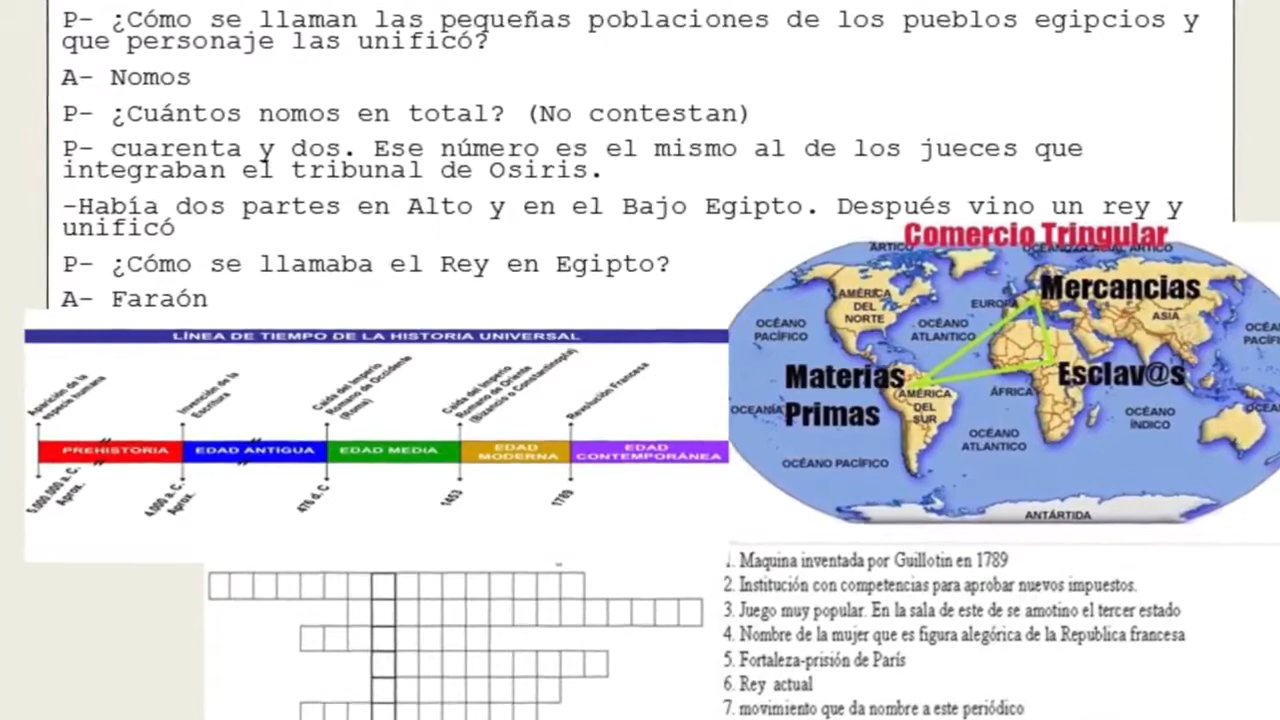 P- ¿Cómo se llaman las pequeñas poblaciones de los pueblos egipcios y
que personaje las unificó?
A- Nomos
P- ¿Cuántos nomos en total? (No contestan)
P- cuarenta y dos. Ese número es el mismo al de los jueces que
integraban el tribunal de Osiris.
-Había dos partes en Alto y en el Bajo Egipto. Después vino un rey y
unificó
P- ¿Cómo se llamaba el Rey en Egipto?
A- Faraón
LÍNEA DE TIEMPO DE LA HISTORIA UNIVERSAL
Aparición de la
especie humana
Invención de la
Escritura
Caída del Imperio
Romano de Occidente
(Roma)
Caída del Imperio
Romano de Oriente
(Bizancio o Constantinopla)
Revolución Francesa
PREHISTORIA
EDAD ANTIGUA
EDAD MEDIA
EDAD
MODERNA
EDAD
CONTEMPORÁNEA
5.000.000 a. C.
Aprox.
4.000 a. C.
Aprox.
476 d. C
1453
1789
Comercio Tringular
ÁRTICO
ÁRTICO
Mercancias
AMÉRICA
DEL
NORTE
EUROPA
ASIA
OCÉANO
PACÍFICO
OCÉANO
ATLANTICO
Materias
Primas
Esclav@s
AMÉRICA
DEL
SUR
ÁFRICA
OCEANÍA
OCÉANO
ÍNDICO
OCÉANO
ATLANTICO
OCÉANO PACÍFICO
ANTÁRTIDA
1. Maquina inventada por Guillotin en 1789
2. Institución con competencias para aprobar nuevos impuestos.
3. Juego muy popular. En la sala de este de se amotino el tercer estado
4. Nombre de la mujer que es figura alegórica de la Republica francesa
5. Fortaleza-prisión de París
6. Rey actual
7. movimiento que da nombre a este periódico